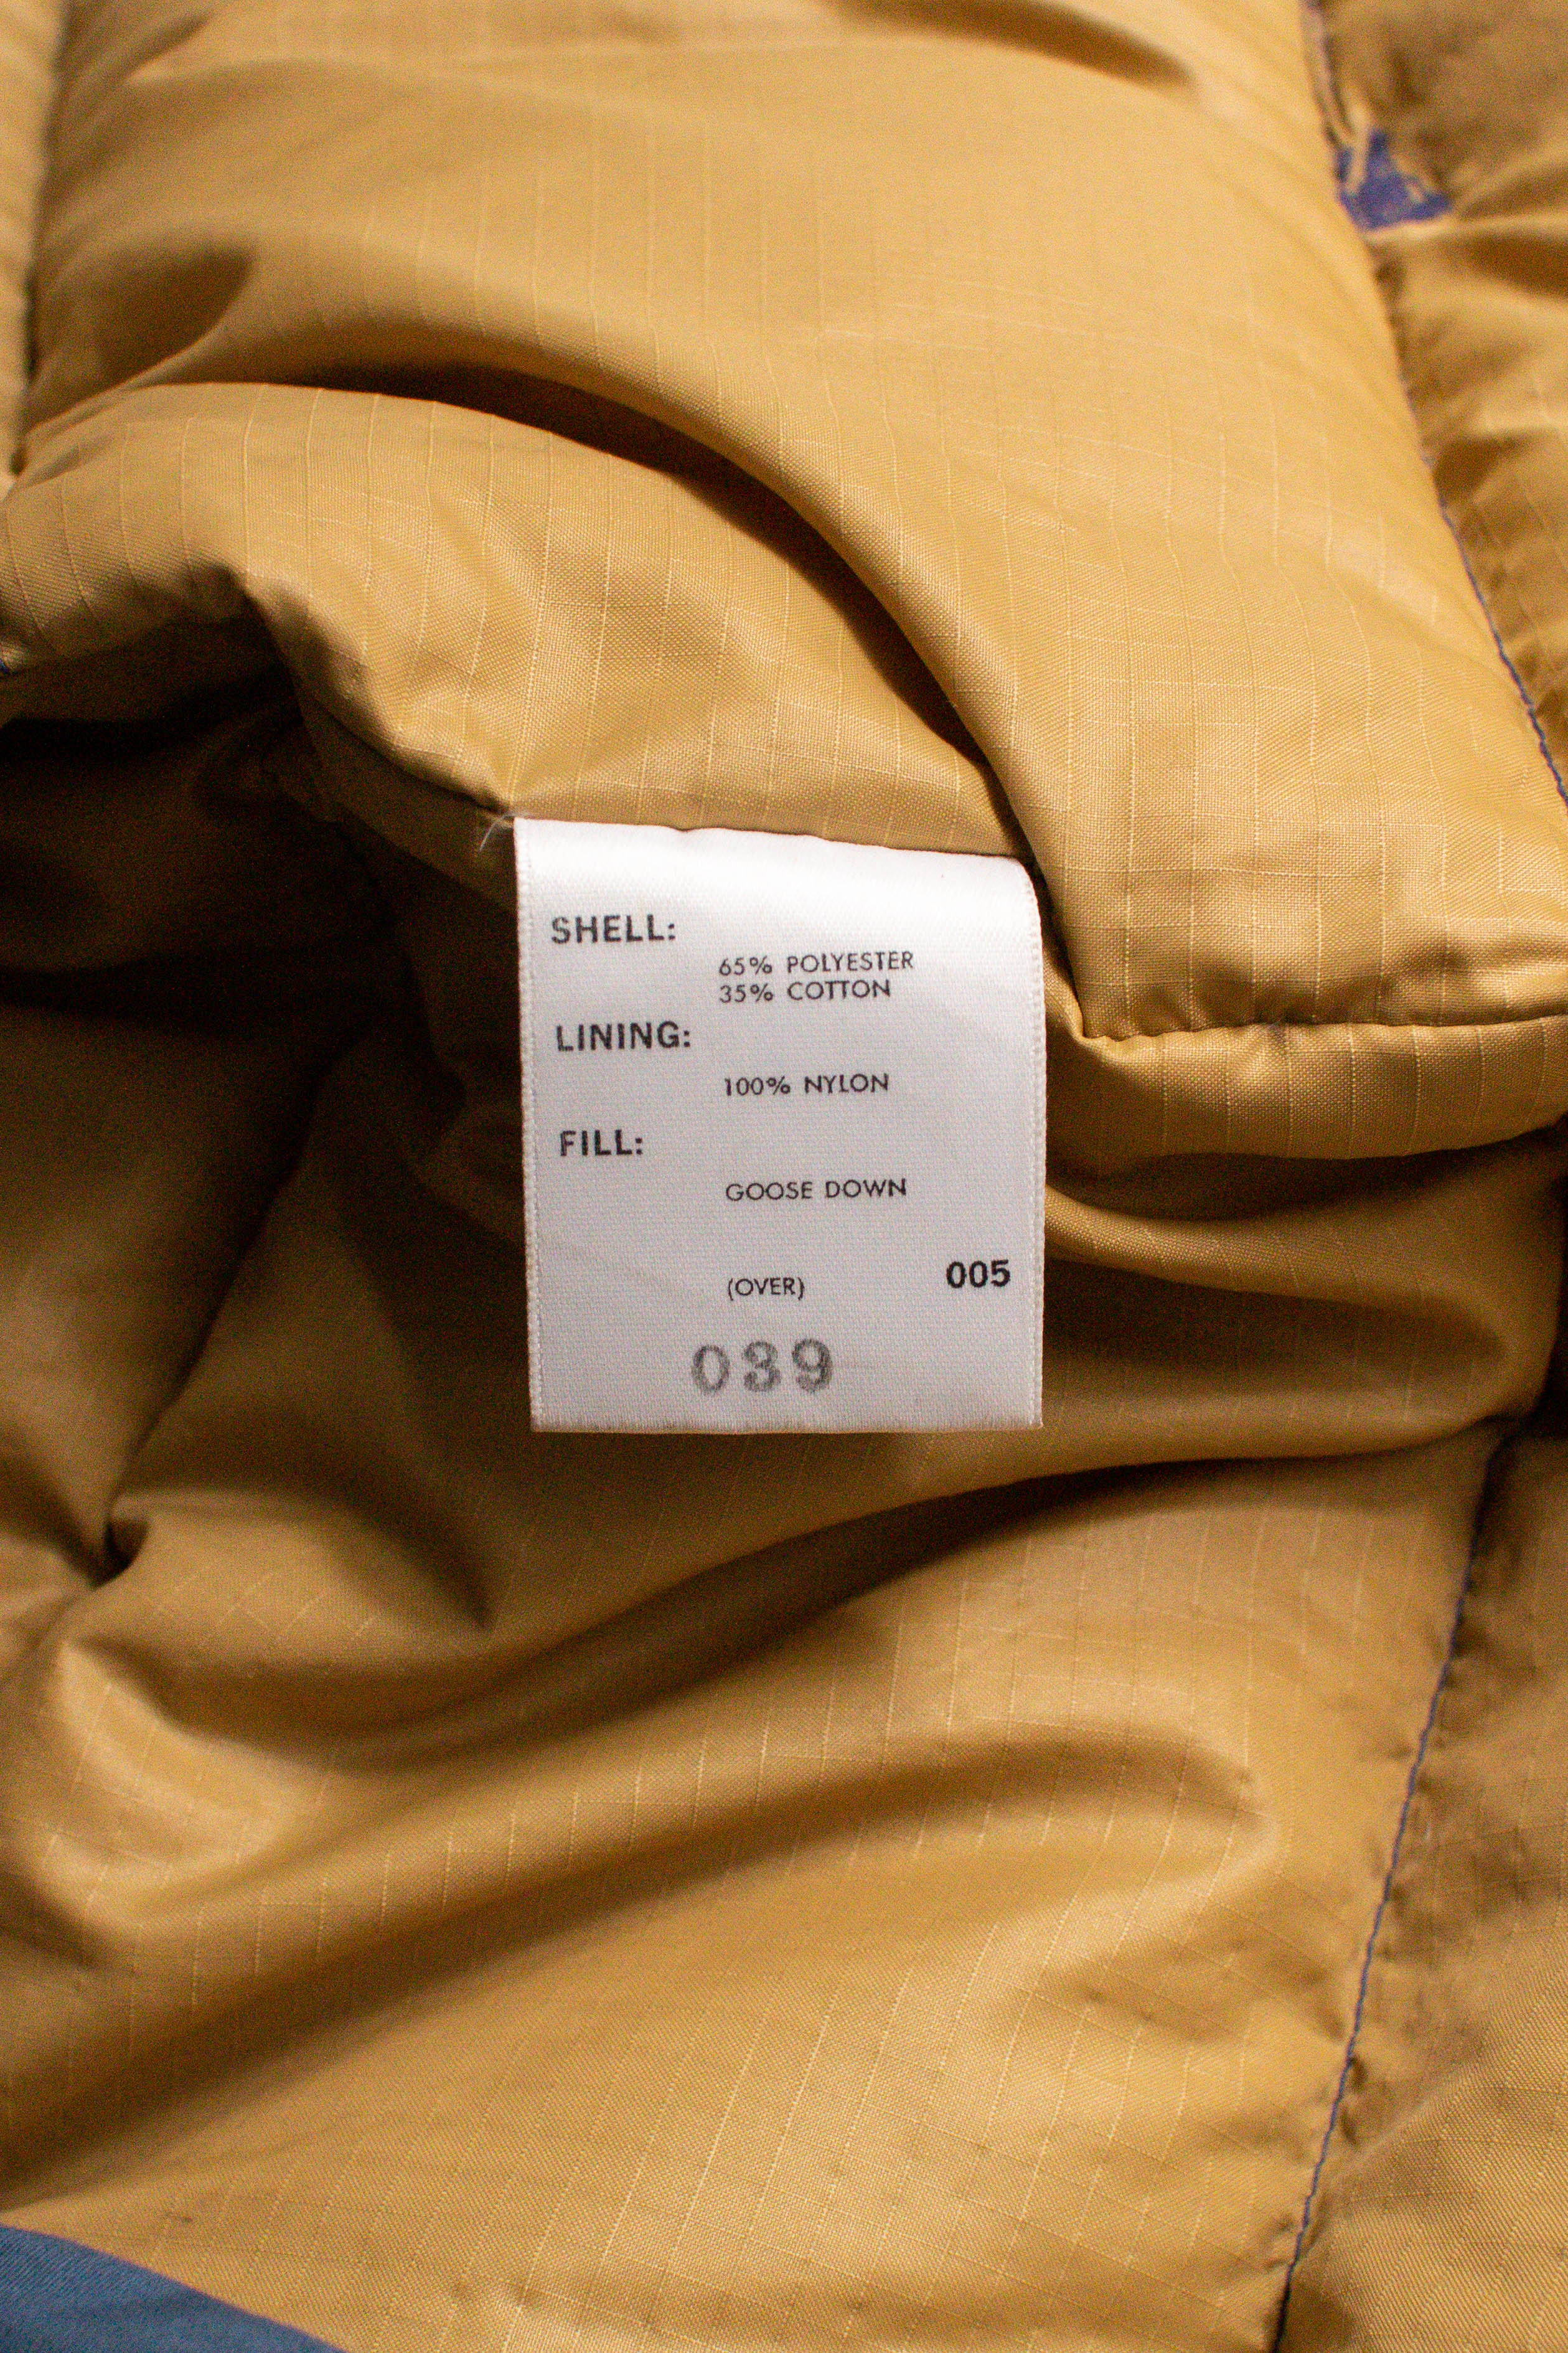 SHELL:
65% POLYESTER
35% COTTON
LINING:
100% NYLON
FILL:
GOOSE DOWN
(OVER) 005
039